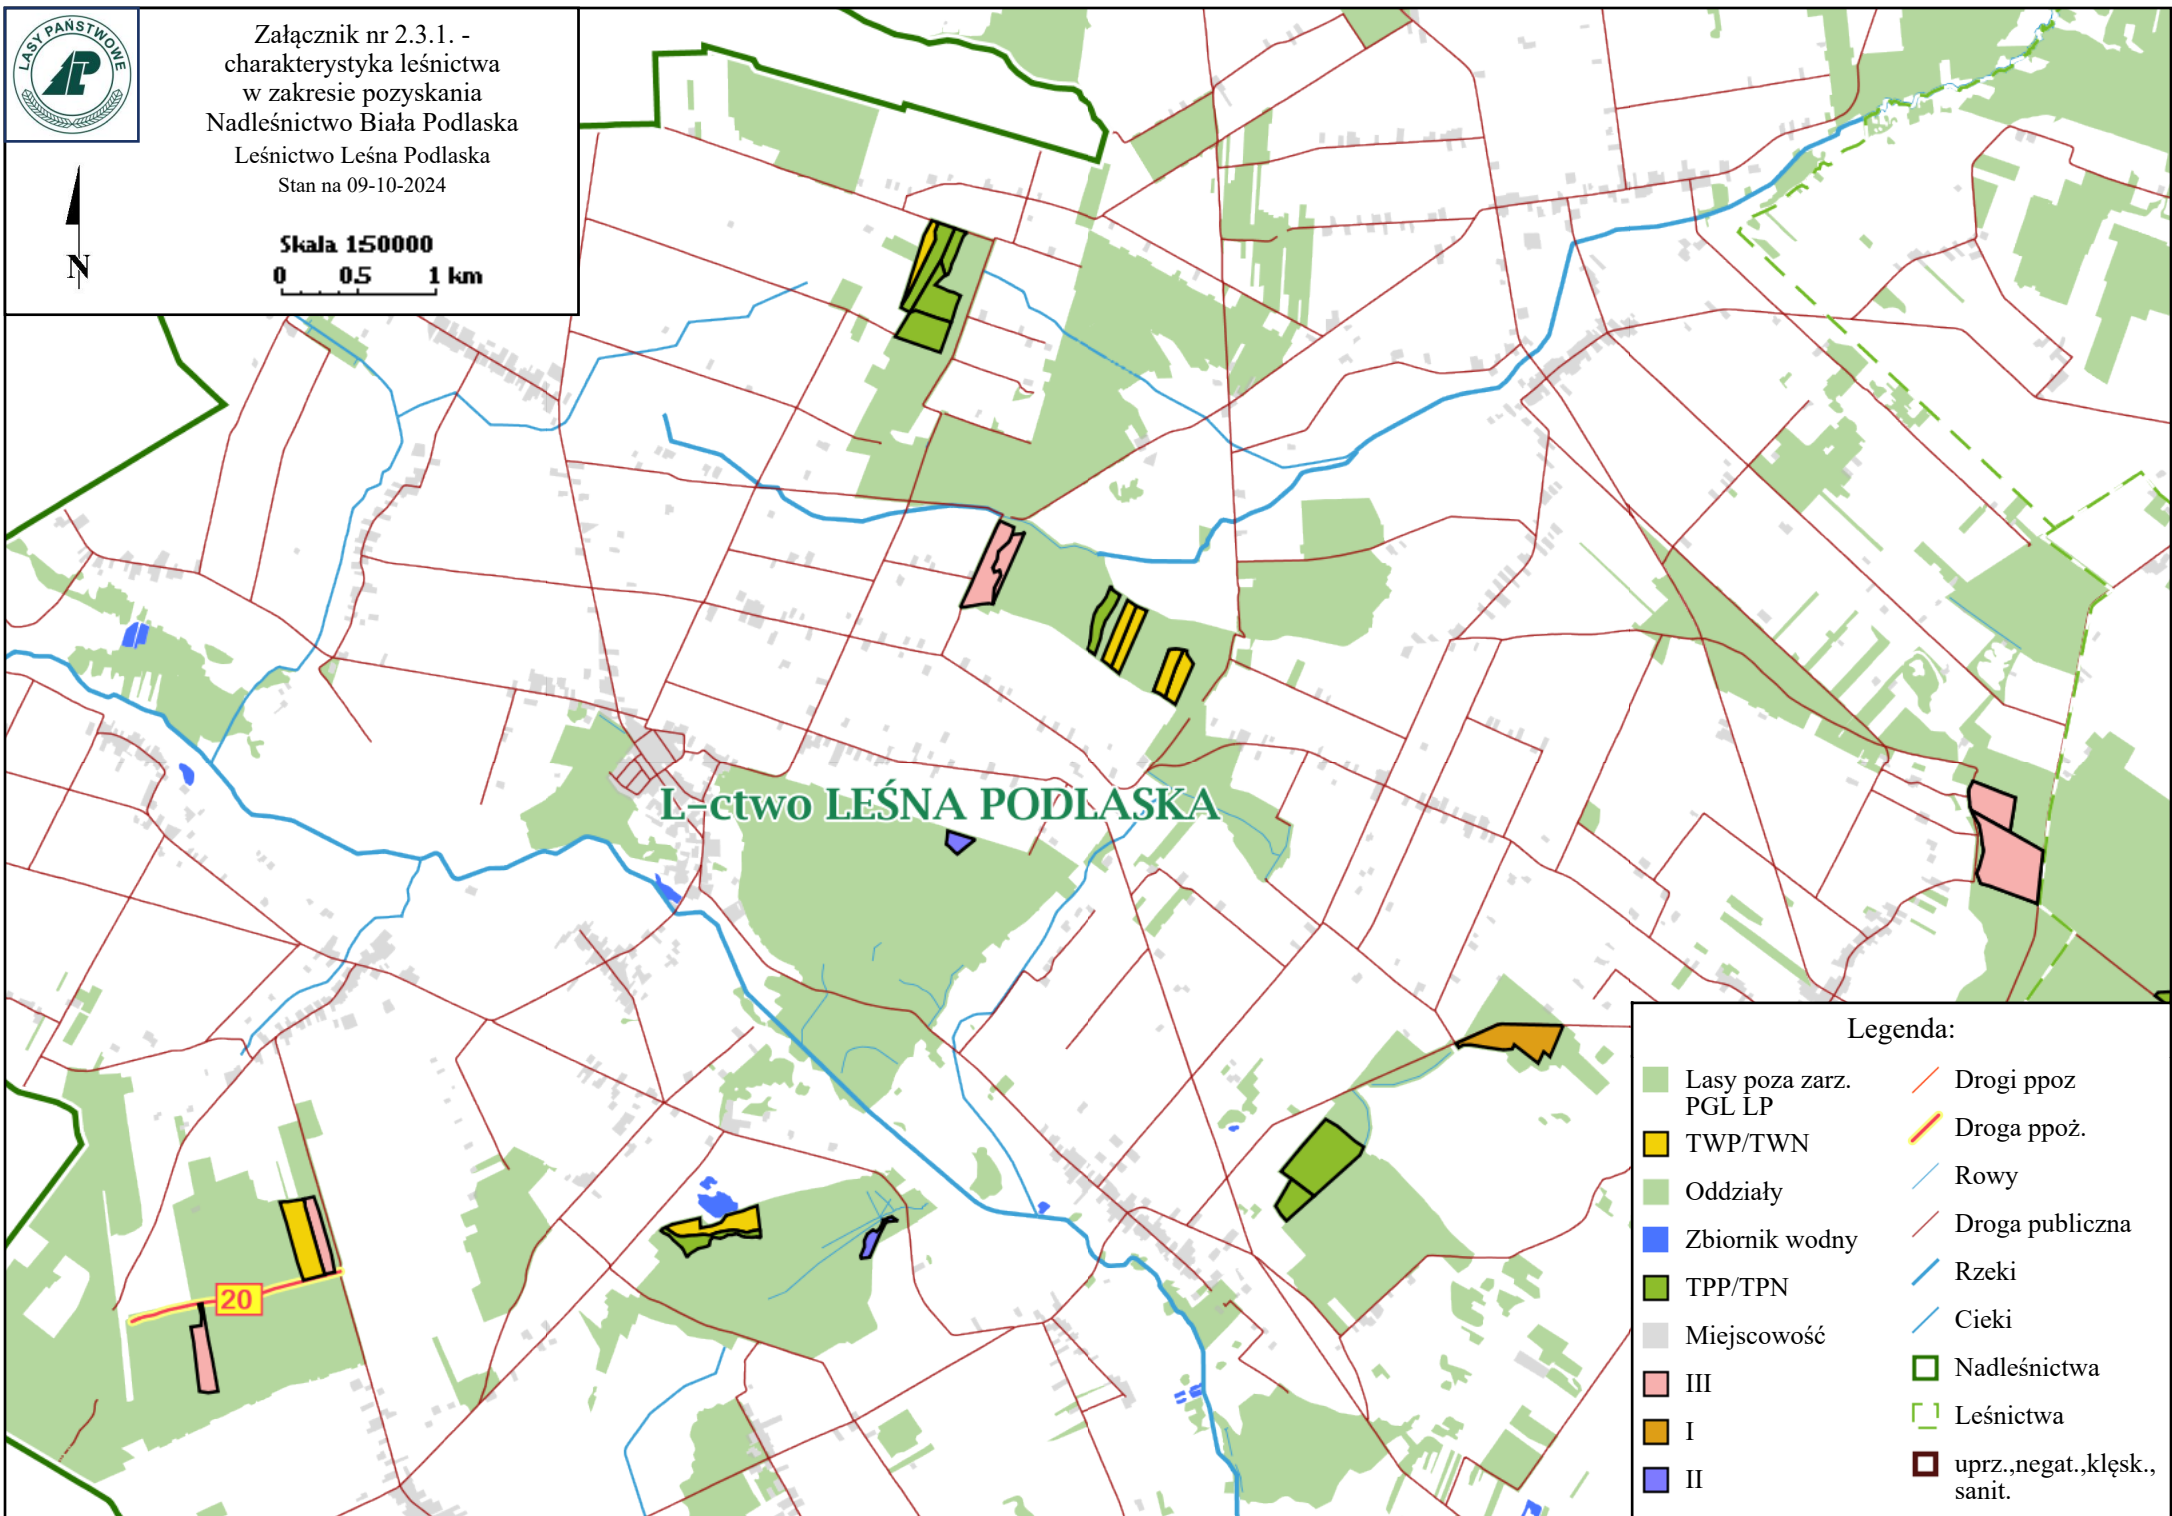 LASY PAŃSTWOWE
LP
Załącznik nr 2.3.1. -
charakterystyka leśnictwa
w zakresie pozyskania
Nadleśnictwo Biała Podlaska
Leśnictwo Leśna Podlaska
Stan na 09-10-2024
N
Skala 1:50000
0 0.5 1 km
L-ctwo LEŚNA PODLASKA
20
Legenda:
Lasy poza zarz.
PGL LP
TWP/TWN
Oddziały
Zbiornik wodny
TPP/TPN
Miejscowość
III
I
II
Drogi ppoz
Droga ppoż.
Rowy
Droga publiczna
Rzeki
Cieki
Nadleśnictwa
Leśnictwa
uprz.,negat.,klęsk.,
sanit.